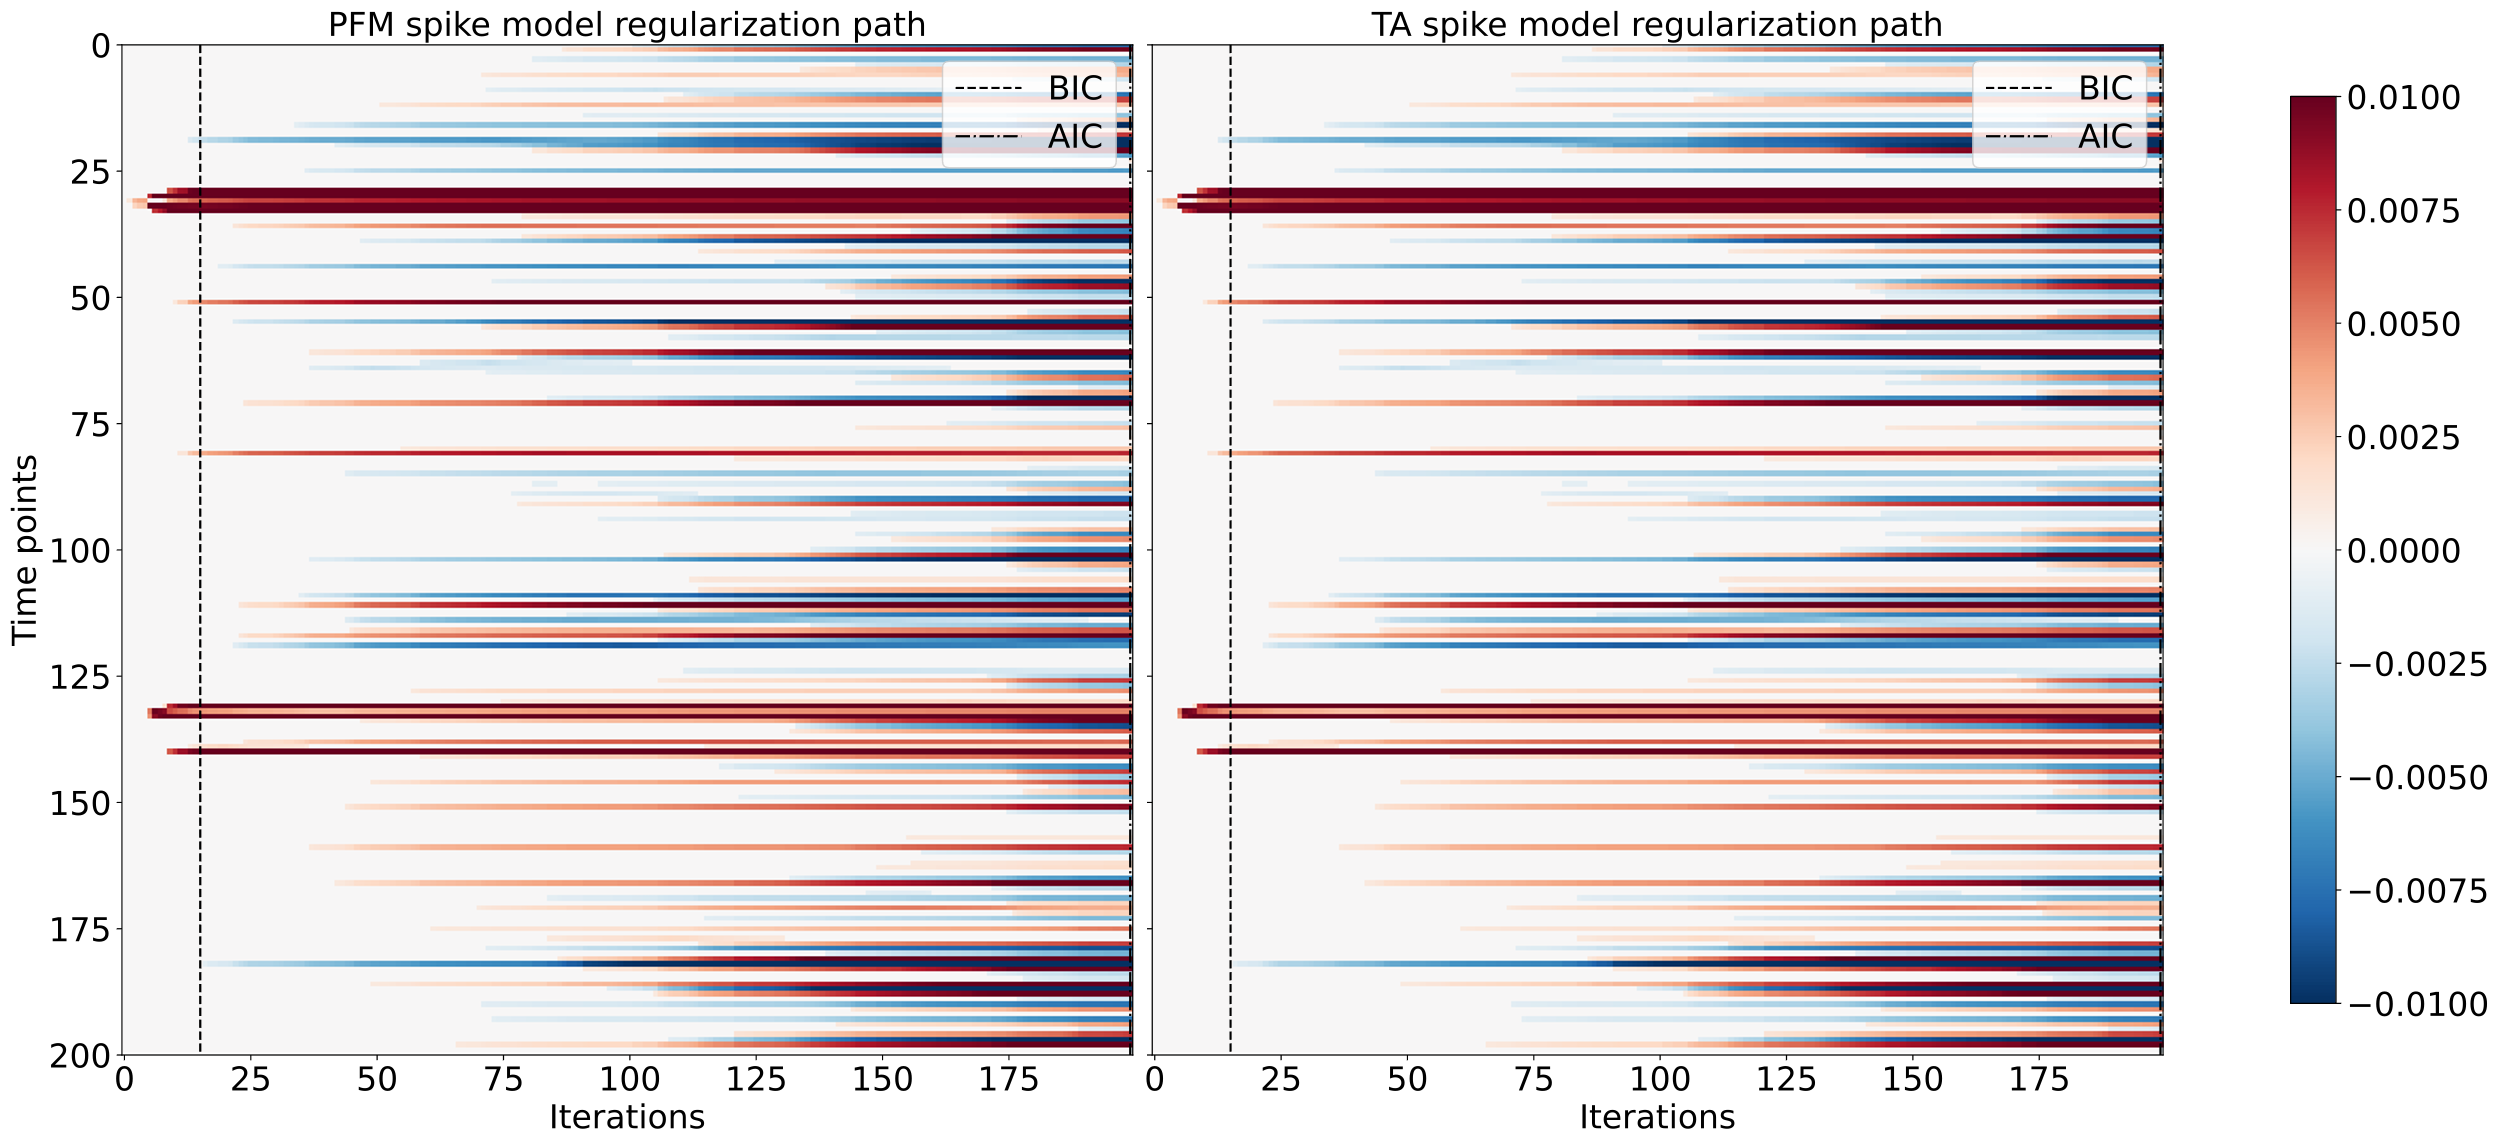 PFM spike model regularization path
TA spike model regularization path
BIC
AIC
BIC
AIC
Time points
0
25
50
75
100
125
150
175
200
0 25 50 75 100 125 150 175
0 25 50 75 100 125 150 175
Iterations
Iterations
0.0100
0.0075
0.0050
0.0025
0.0000
−0.0025
−0.0050
−0.0075
−0.0100